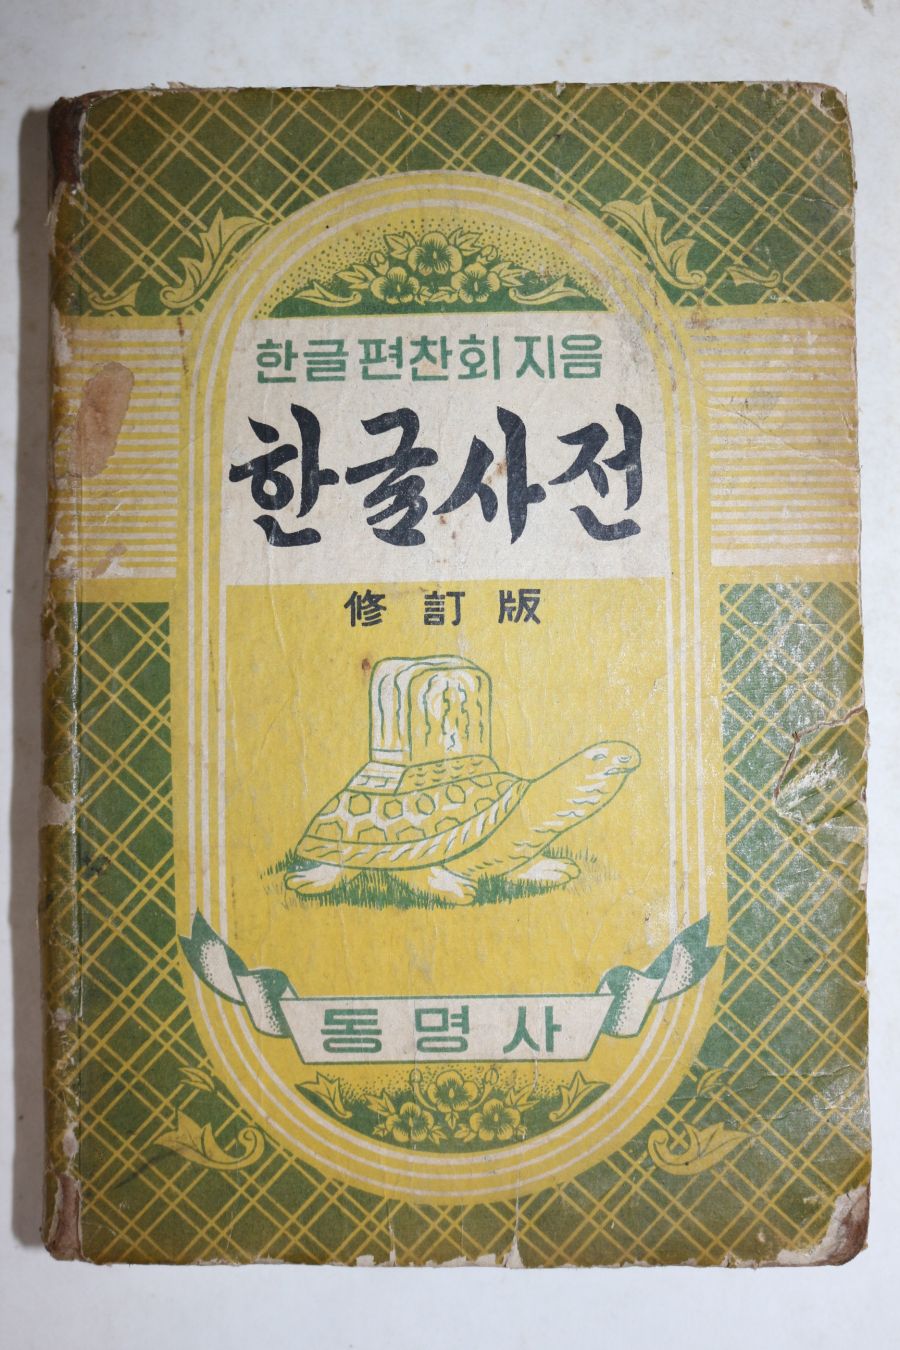 한글편찬회 지음
한글사전
修訂版
동명사